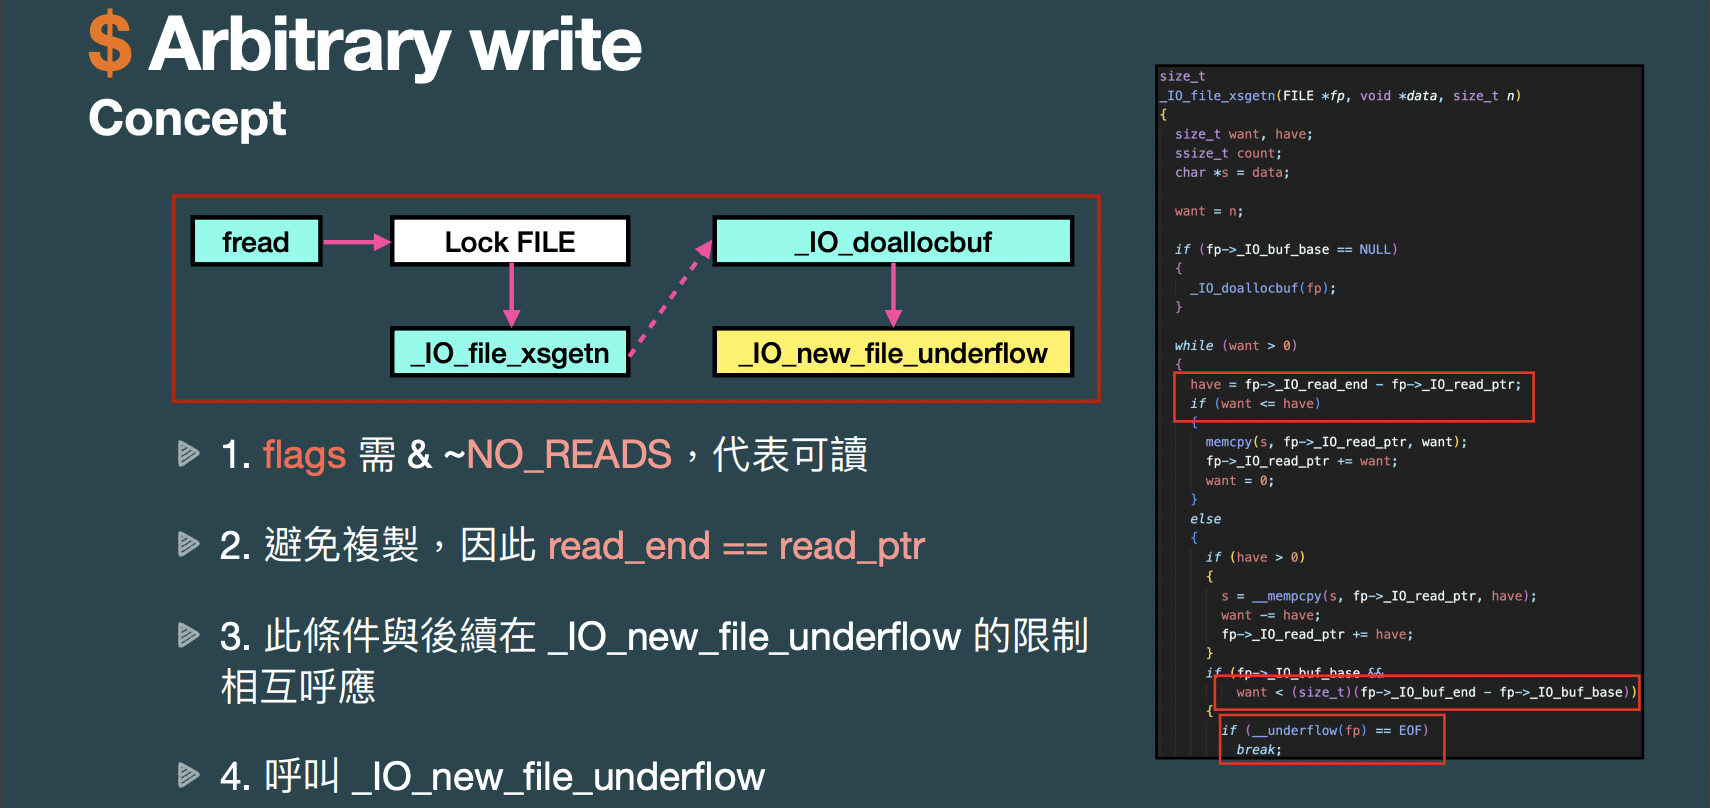 $ Arbitrary write
Concept
fread
Lock FILE
_IO_doallocbuf
_IO_file_xsgetn
_IO_new_file_underflow
1. flags 需 & ~NO_READS，代表可讀
2. 避免複製，因此 read_end == read_ptr
3. 此條件與後續在 _IO_new_file_underflow 的限制
相互呼應
4. 呼叫 _IO_new_file_underflow
size_t
_IO_file_xsgetn(FILE *fp, void *data, size_t n)
{
size_t want, have;
ssize_t count;
char *s = data;
want = n;
if (fp->_IO_buf_base == NULL)
{
_IO_doallocbuf(fp);
}
while (want > 0)
{
have = fp->_IO_read_end - fp->_IO_read_ptr;
if (want <= have)
{
memcpy(s, fp->_IO_read_ptr, want);
fp->_IO_read_ptr += want;
want = 0;
}
else
{
if (have > 0)
{
s = __mempcpy(s, fp->_IO_read_ptr, have);
want -= have;
fp->_IO_read_ptr += have;
}
if (fp->_IO_buf_base &&
want < (size_t)(fp->_IO_buf_end - fp->_IO_buf_base))
{
if (__underflow(fp) == EOF)
break;